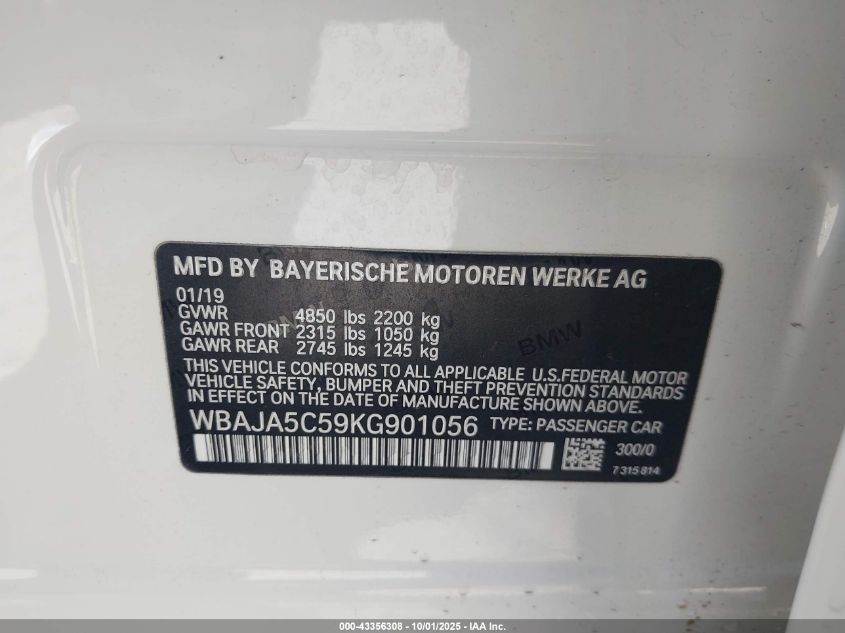 MFD BY BAYERISCHE MOTOREN WERKE AG
01/19
GVWR 4850 lbs 2200 kg
GAWR FRONT 2315 lbs 1050 kg
GAWR REAR 2745 lbs 1245 kg
THIS VEHICLE CONFORMS TO ALL APPLICABLE U.S.FEDERAL MOTOR
VEHICLE SAFETY, BUMPER AND THEFT PREVENTION STANDARDS
IN EFFECT ON THE DATE OF MANUFACTURE SHOWN ABOVE.
WBAJA5C59KG901056 TYPE: PASSENGER CAR
300/0
7 315 814
BMW
000-43356308 - 10/01/2025 - IAA Inc.